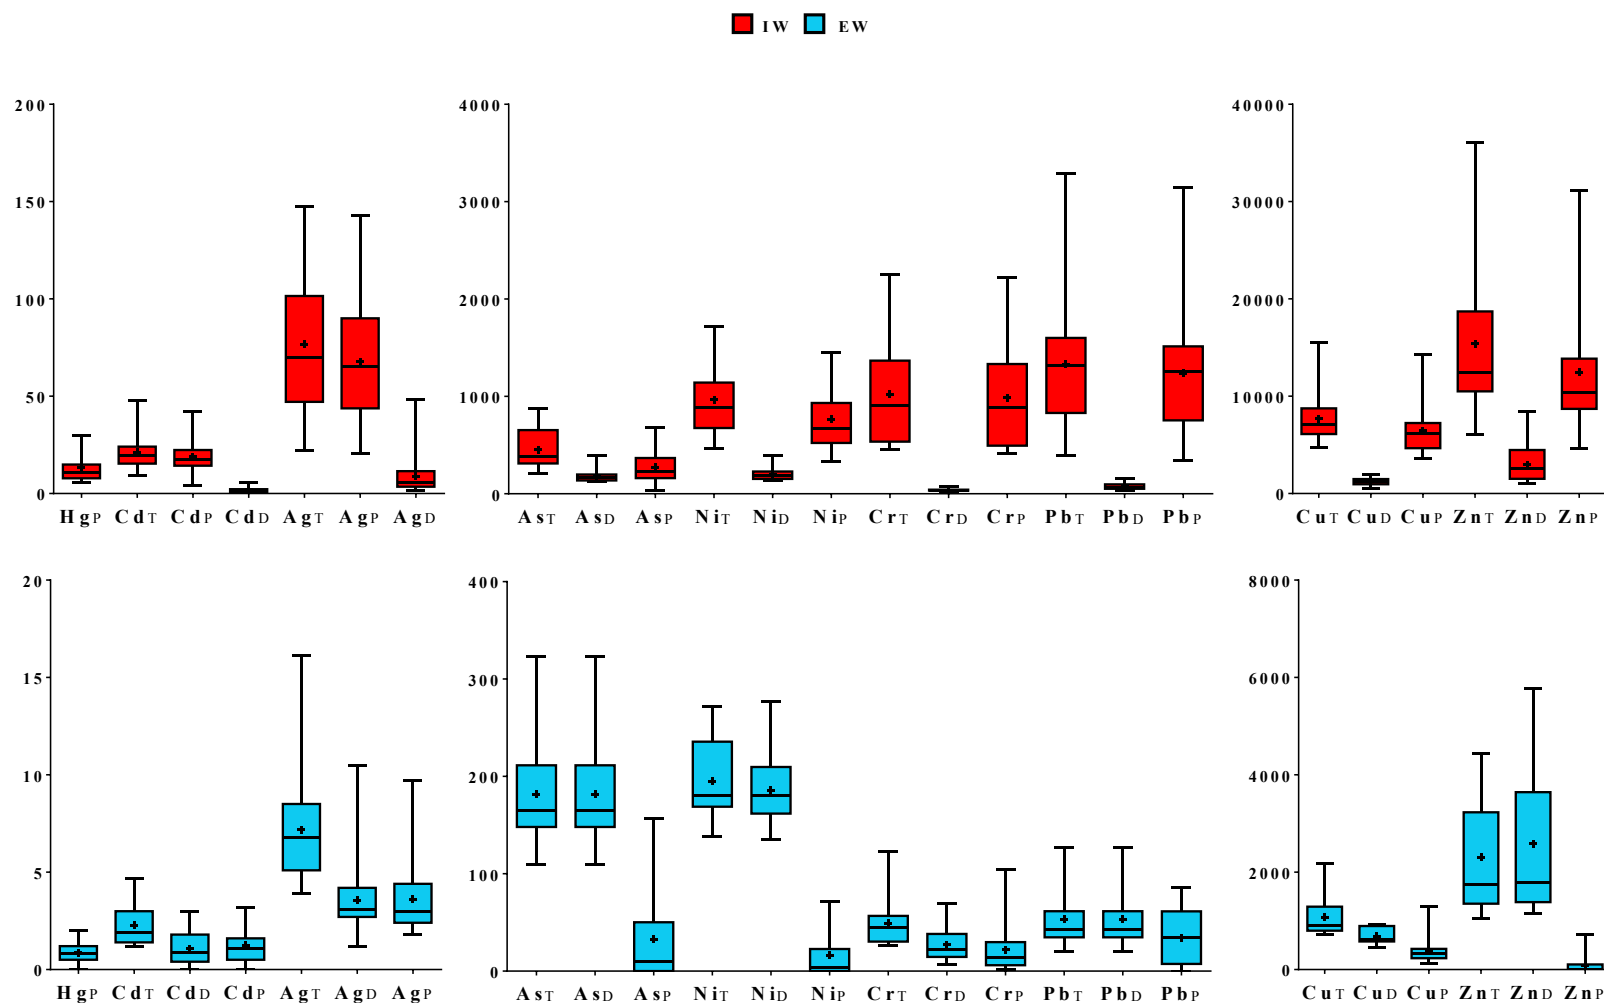 IW EW
200 4000 40000
150 3000 30000
100 2000 20000
50 1000 10000
0 0 0
HgP CdT CdP CdD AgT AgP AgD AsT AsD AsP NiT NiD NiP CrT CrD CrP PbT PbD PbP CuT CuD CuP ZnT ZnD ZnP
20 400 8000
15 300 6000
10 200 4000
5 100 2000
0 0 0
HgP CdT CdD CdP AgT AgD AgP AsT AsD AsP NiT NiD NiP CrT CrD CrP PbT PbD PbP CuT CuD CuP ZnT ZnD ZnP